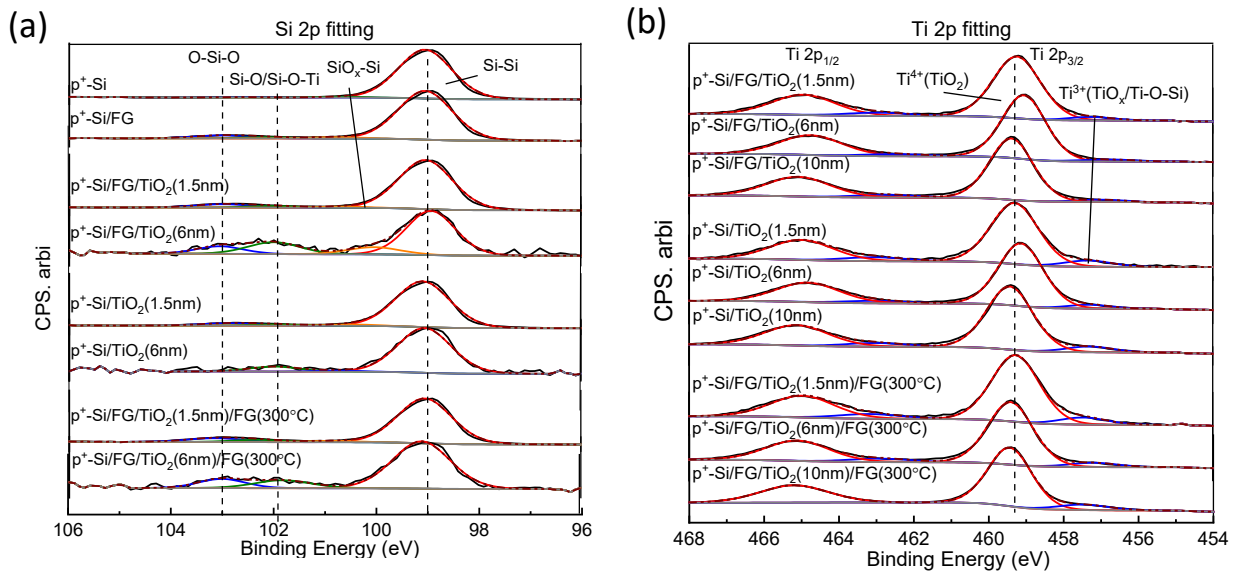 (a)
Si 2p fitting
O-Si-O
Si-O/Si-O-Ti
SiOₓ-Si
Si-Si
p⁺-Si
p⁺-Si/FG
p⁺-Si/FG/TiO₂(1.5nm)
p⁺-Si/FG/TiO₂(6nm)
p⁺-Si/TiO₂(1.5nm)
p⁺-Si/TiO₂(6nm)
p⁺-Si/FG/TiO₂(1.5nm)/FG(300°C)
p⁺-Si/FG/TiO₂(6nm)/FG(300°C)
CPS. arbi
106 104 102 100 98 96
Binding Energy (eV)
(b)
Ti 2p fitting
Ti 2p₁/₂
Ti 2p₃/₂
Ti⁴⁺(TiO₂)
Ti³⁺(TiOₓ/Ti-O-Si)
p⁺-Si/FG/TiO₂(1.5nm)
p⁺-Si/FG/TiO₂(6nm)
p⁺-Si/FG/TiO₂(10nm)
p⁺-Si/TiO₂(1.5nm)
p⁺-Si/TiO₂(6nm)
p⁺-Si/TiO₂(10nm)
p⁺-Si/FG/TiO₂(1.5nm)/FG(300°C)
p⁺-Si/FG/TiO₂(6nm)/FG(300°C)
p⁺-Si/FG/TiO₂(10nm)/FG(300°C)
CPS. arbi
468 466 464 462 460 458 456 454
Binding Energy (eV)